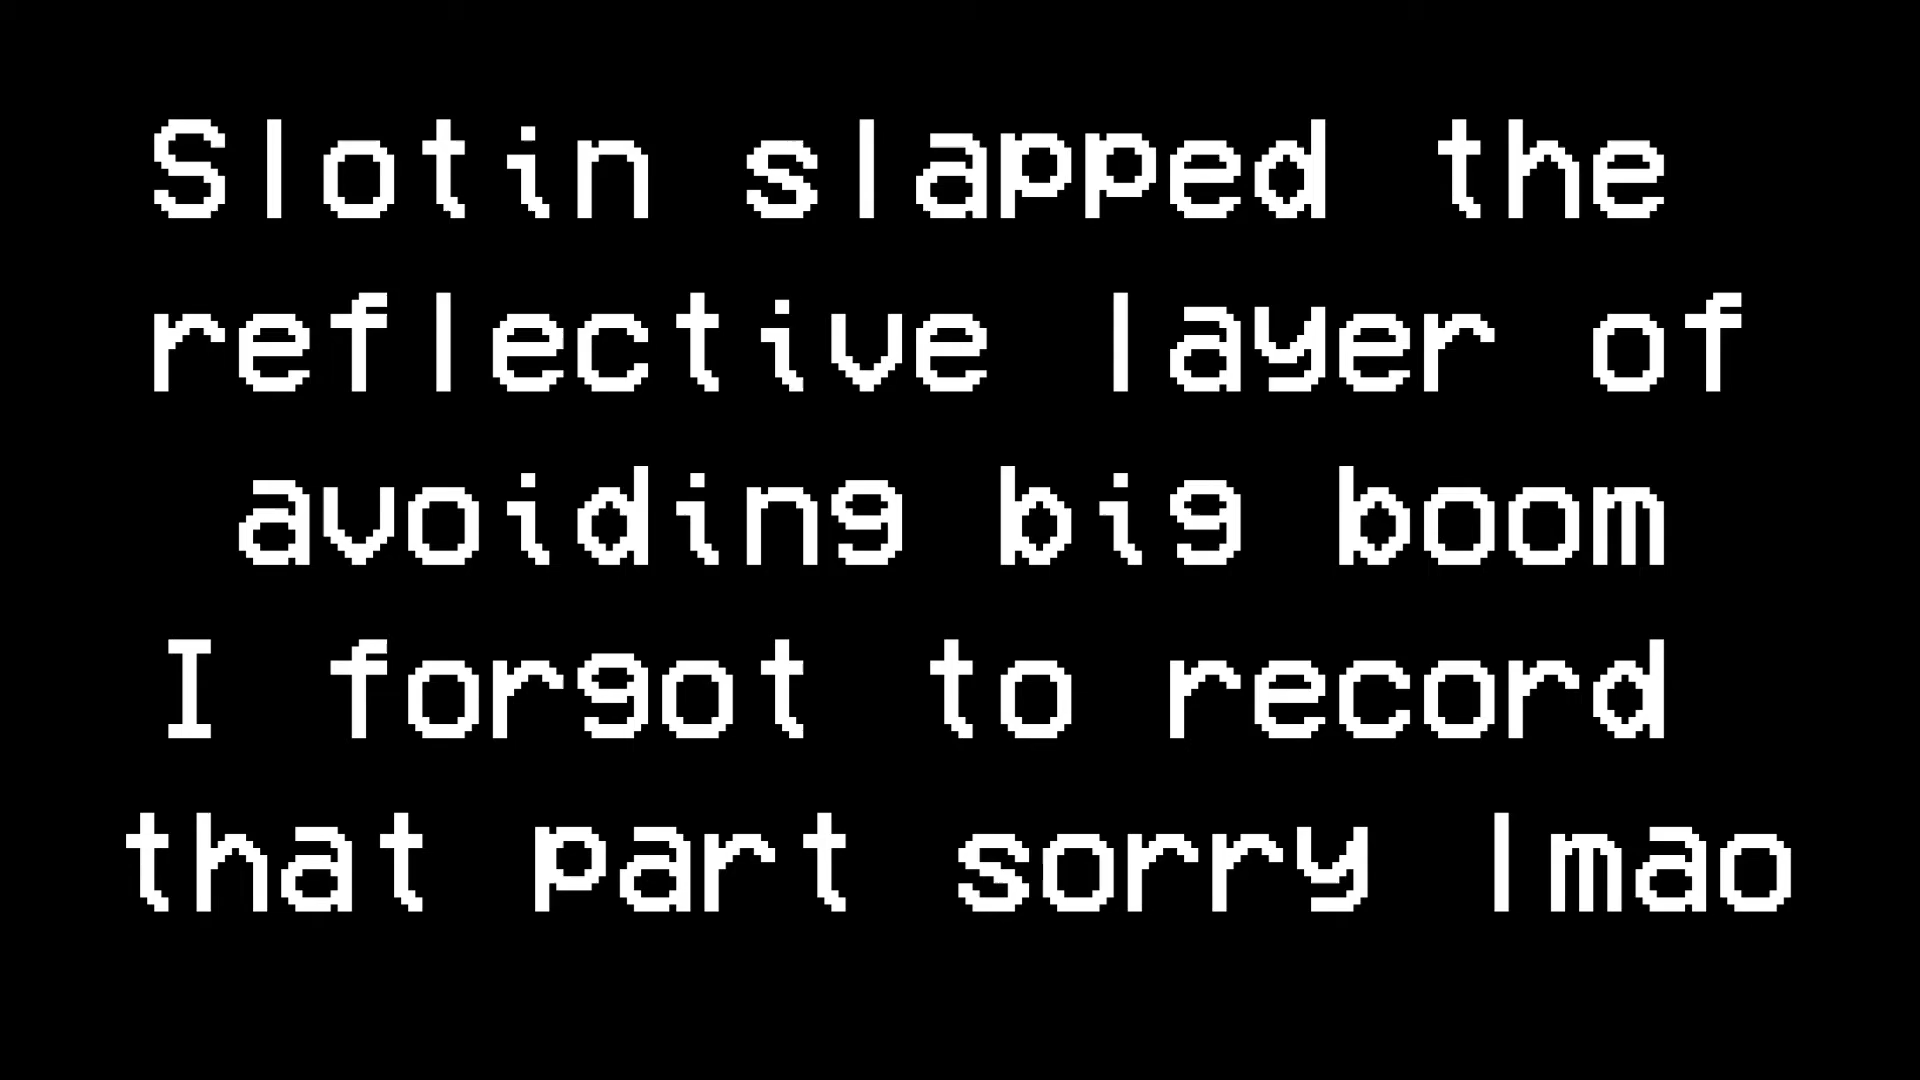 Slotin slapped the
reflective layer of
avoiding big boom
I forgot to record
that part sorry lmao